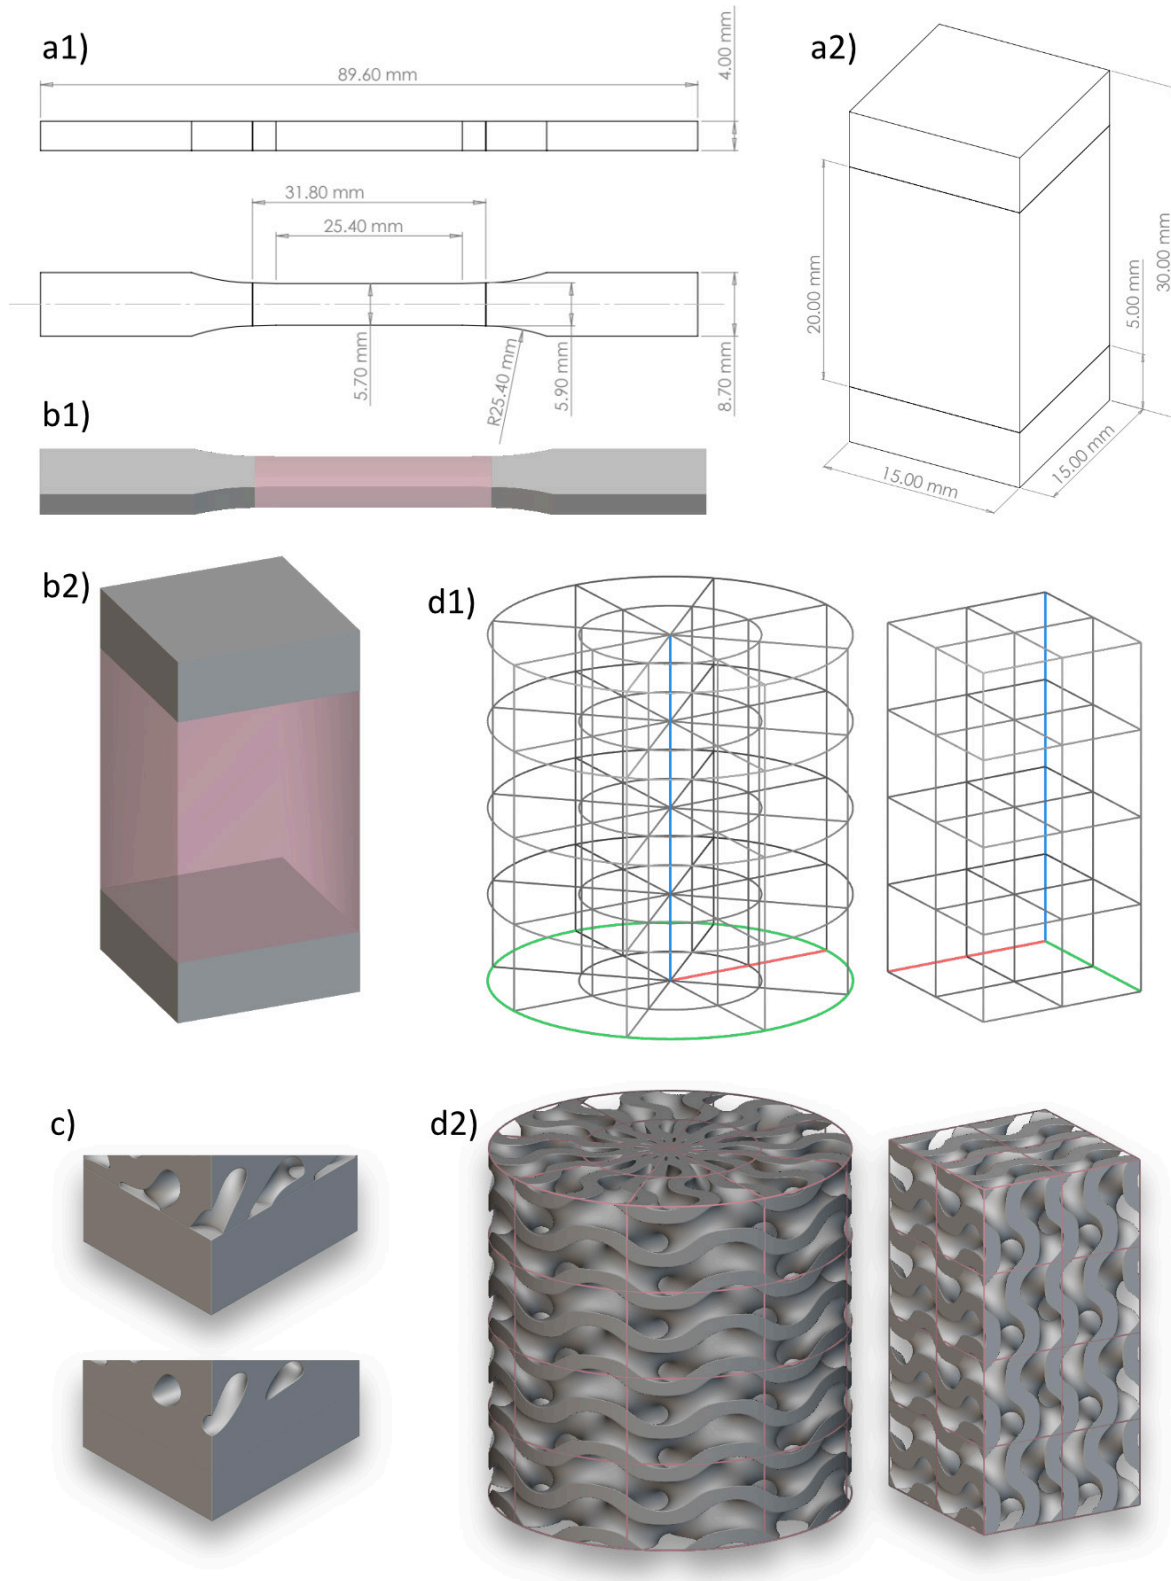 a1)
a2)
89.60 mm
4.00 mm
31.80 mm
25.40 mm
5.70 mm
R25.40 mm
5.90 mm
8.70 mm
20.00 mm
5.00 mm
30.00 mm
15.00 mm
15.00 mm
b1)
b2)
d1)
c)
d2)